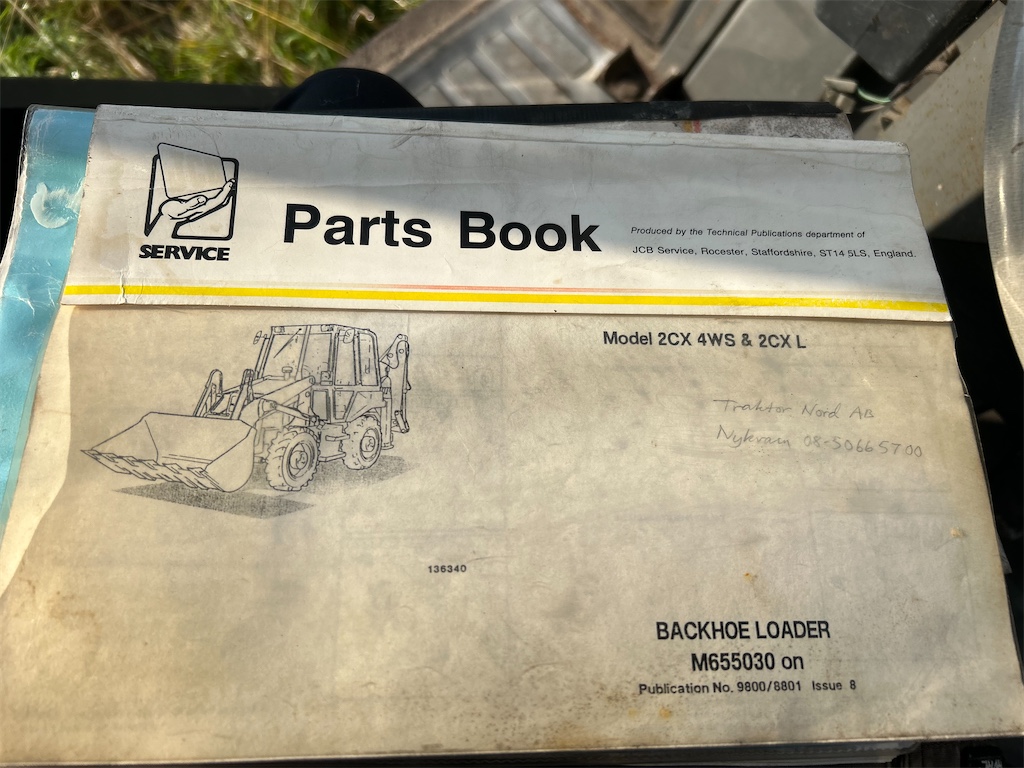 SERVICE
Parts Book
Produced by the Technical Publications department of
JCB Service, Rocester, Staffordshire, ST14 5LS, England.
Model 2CX 4WS & 2CX L
Traktor Nord AB
Nykvarn 08-50665700
136340
BACKHOE LOADER
M655030 on
Publication No. 9800/8801 Issue 8